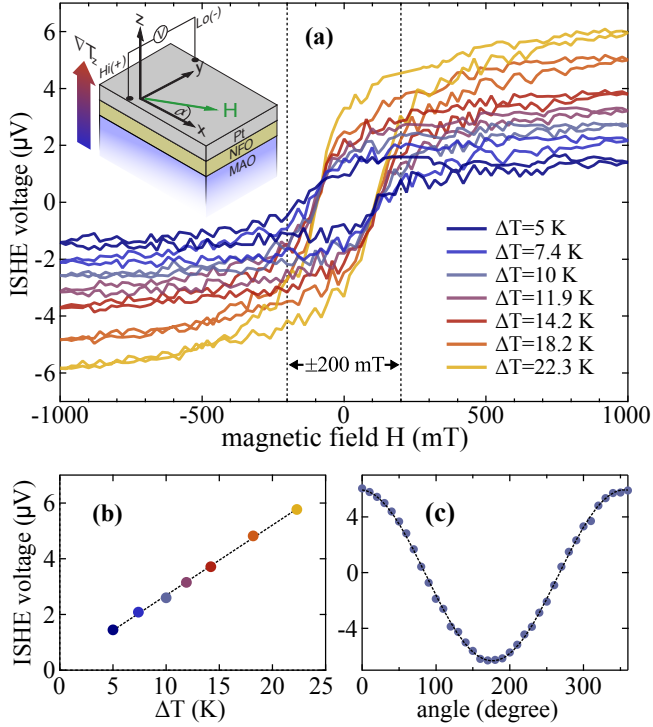 (a)
ISHE voltage (µV)
6
4
2
0
-2
-4
-6
z
y
x
H
α
V
Hi(+)
Lo(-)
∇Tz
Pt
NFO
MAO
ΔT=5 K
ΔT=7.4 K
ΔT=10 K
ΔT=11.9 K
ΔT=14.2 K
ΔT=18.2 K
ΔT=22.3 K
±200 mT
-1000 -500 0 500 1000
magnetic field H (mT)
(b)
ISHE voltage (µV)
6
4
2
0
0 5 10 15 20 25
ΔT (K)
(c)
4
0
-4
0 100 200 300
angle (degree)